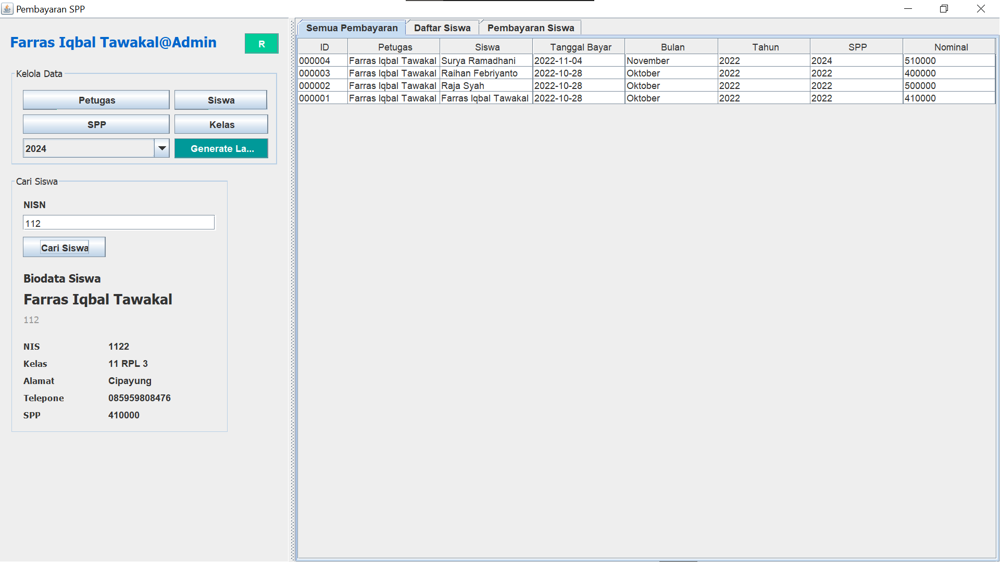 Pembayaran SPP
Farras Iqbal Tawakal@Admin
R
Kelola Data
Petugas
Siswa
SPP
Kelas
2024
Generate La...
Cari Siswa
NISN
112
Cari Siswa
Biodata Siswa
Farras Iqbal Tawakal
112
NIS 1122
Kelas 11 RPL 3
Alamat Cipayung
Telepone 085959808476
SPP 410000
Semua Pembayaran Daftar Siswa Pembayaran Siswa
ID Petugas Siswa Tanggal Bayar Bulan Tahun SPP Nominal
000004 Farras Iqbal Tawakal Surya Ramadhani 2022-11-04 November 2022 2024 510000
000003 Farras Iqbal Tawakal Raihan Febriyanto 2022-10-28 Oktober 2022 2022 400000
000002 Farras Iqbal Tawakal Raja Syah 2022-10-28 Oktober 2022 2022 500000
000001 Farras Iqbal Tawakal Farras Iqbal Tawakal 2022-10-28 Oktober 2022 2022 410000